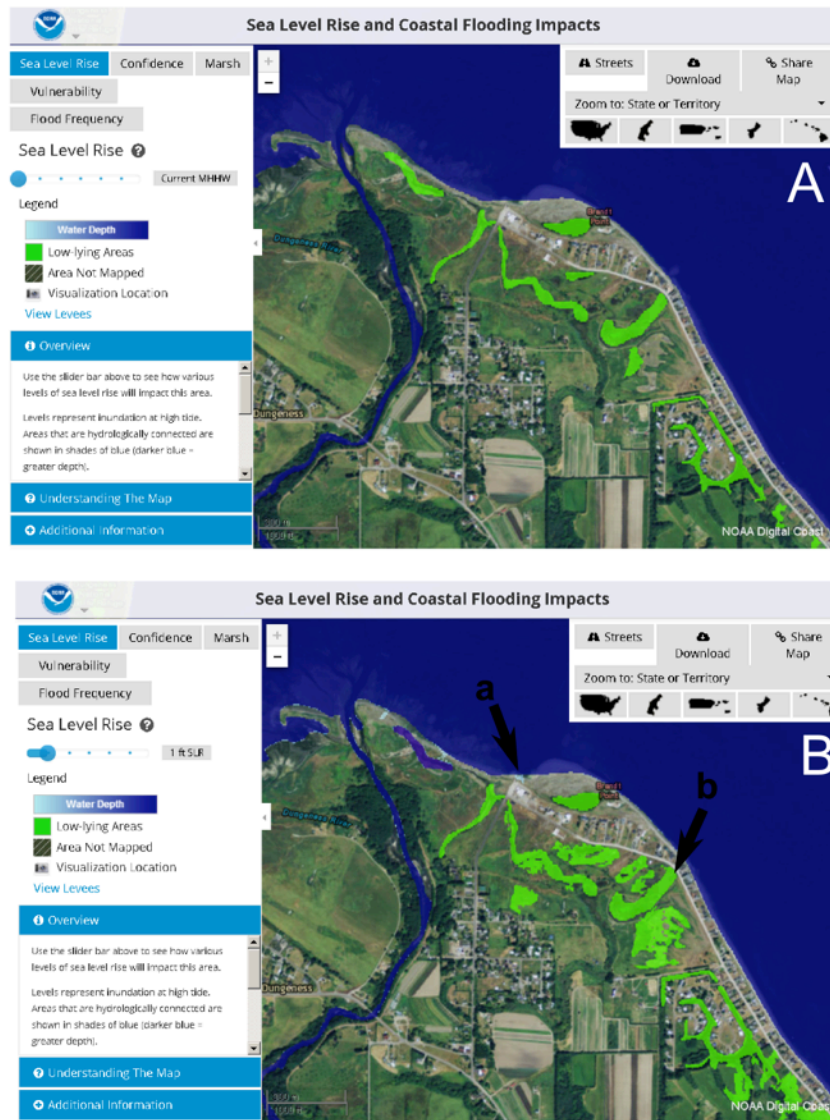 Sea Level Rise and Coastal Flooding Impacts
Sea Level Rise
Confidence
Marsh
Vulnerability
Flood Frequency
Sea Level Rise
Current MHHW
Legend
Water Depth
Low-lying Areas
Area Not Mapped
Visualization Location
View Levees
Overview
Use the slider bar above to see how various
levels of sea level rise will impact this area.
Levels represent inundation at high tide.
Areas that are hydrologically connected are
shown in shades of blue (darker blue =
greater depth).
Understanding The Map
Additional Information
+
−
Streets
Download
Share
Map
Zoom to: State or Territory
A
Dungeness River
Point
Dungeness
NOAA Digital Coast
Sea Level Rise and Coastal Flooding Impacts
Sea Level Rise
Confidence
Marsh
Vulnerability
Flood Frequency
Sea Level Rise
1 ft SLR
Legend
Water Depth
Low-lying Areas
Area Not Mapped
Visualization Location
View Levees
Overview
Use the slider bar above to see how various
levels of sea level rise will impact this area.
Levels represent inundation at high tide.
Areas that are hydrologically connected are
shown in shades of blue (darker blue =
greater depth).
Understanding The Map
Additional Information
+
−
Streets
Download
Share
Map
Zoom to: State or Territory
B
a
b
Dungeness River
Point
Dungeness
NOAA Digital Coast